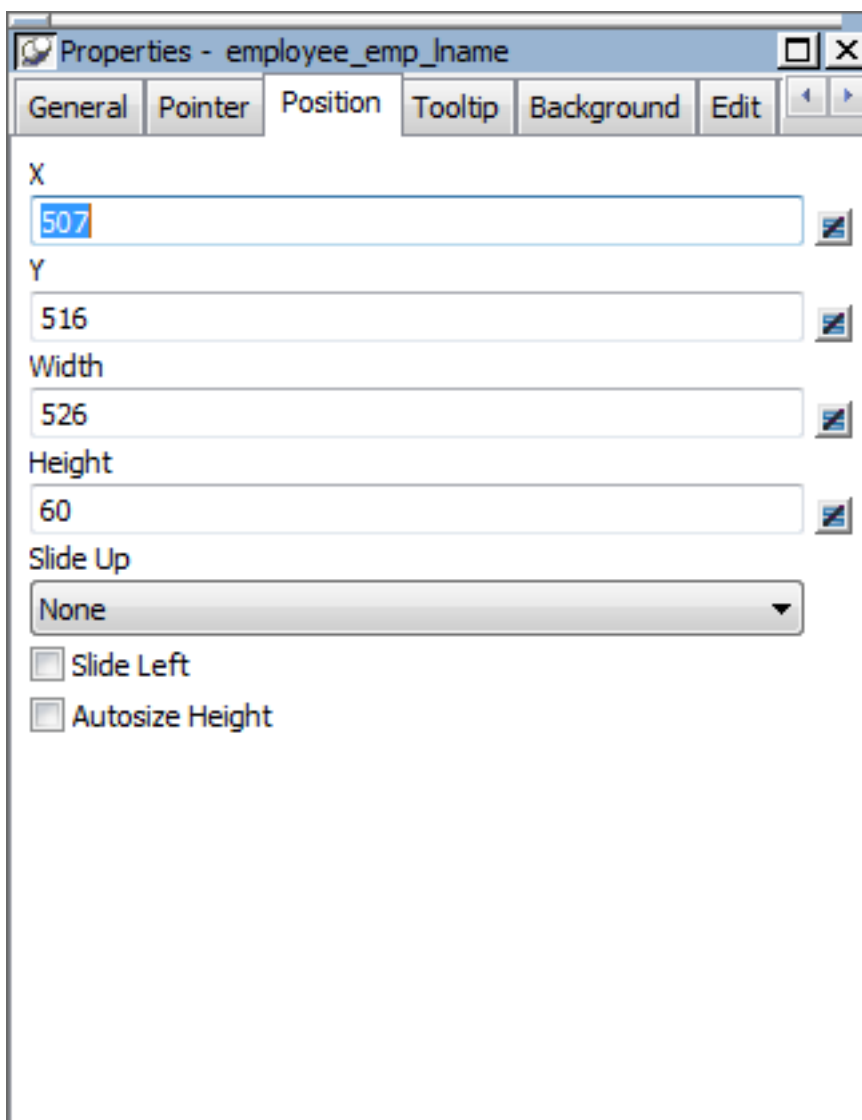 Properties - employee_emp_lname
General Pointer Position Tooltip Background Edit
X
507
Y
516
Width
526
Height
60
Slide Up
None
Slide Left
Autosize Height